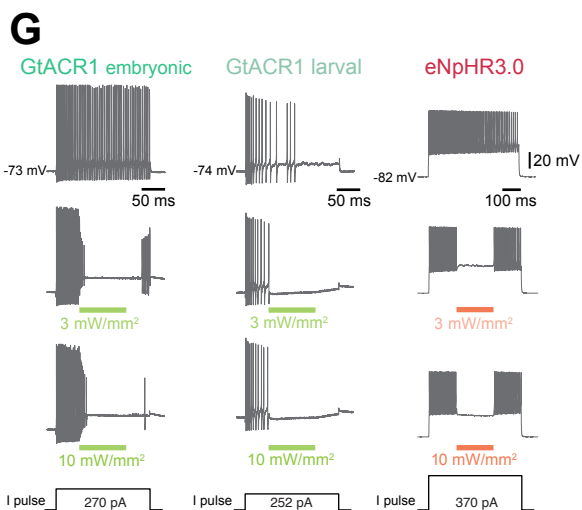 G
GtACR1 embryonic GtACR1 larval eNpHR3.0
-73 mV -74 mV -82 mV 20 mV
50 ms 50 ms 100 ms
3 mW/mm² 3 mW/mm² 3 mW/mm²
10 mW/mm² 10 mW/mm² 10 mW/mm²
I pulse 270 pA I pulse 252 pA I pulse 370 pA